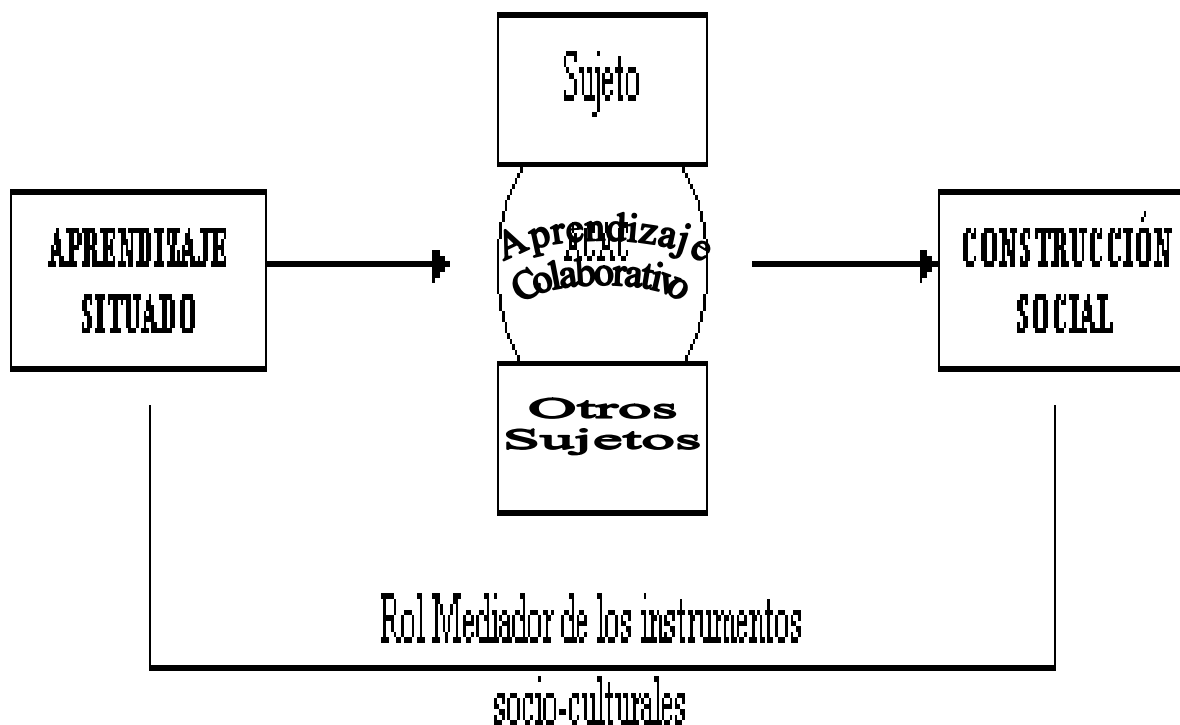 Sujeto
APRENDIZAJE
SITUADO
Aprendizaje
Colaborativo
CONSTRUCCIÓN
SOCIAL
Otros
Sujetos
Rol Mediador de los instrumentos
socio-culturales